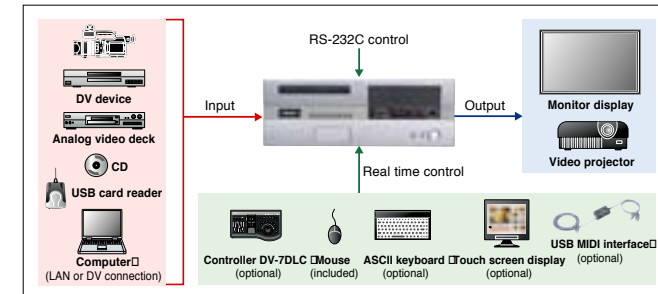 RS-232C control
DV device
Input
Output
Monitor display
Analog video deck
CD
Video projector
USB card reader
Real time control
Computer□
(LAN or DV connection)
Controller DV-7DLC □Mouse
(optional)
(included)
ASCII keyboard □Touch screen display
(optional)
(optional)
USB MIDI interface□
(optional)